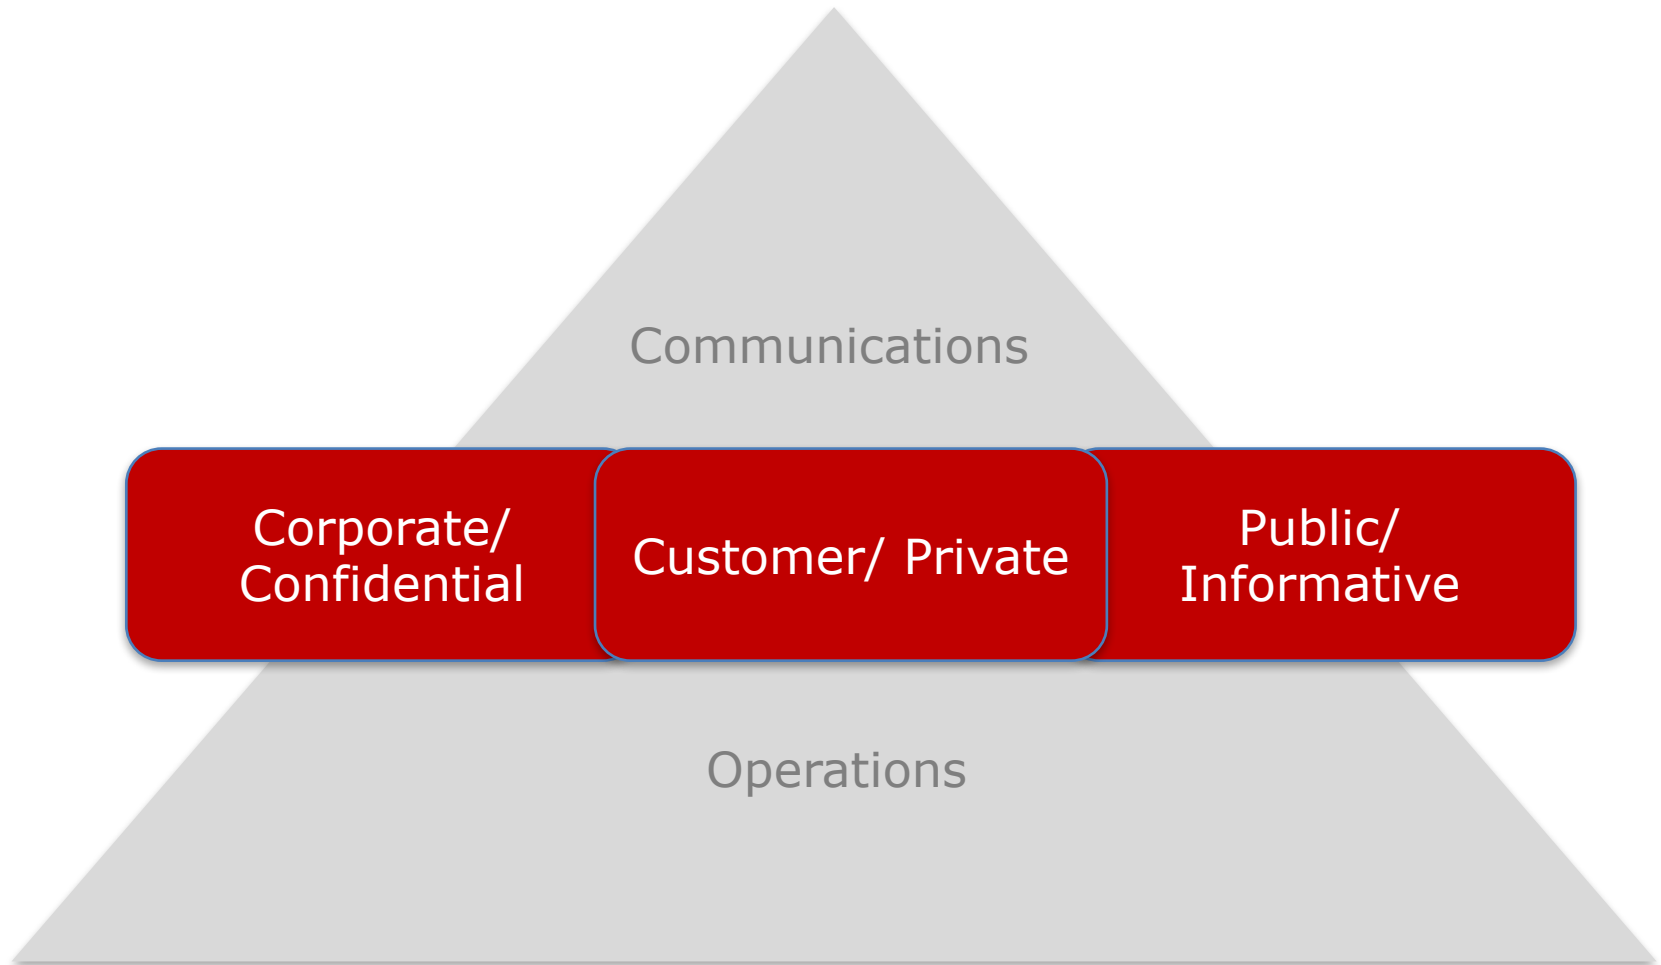 Communications
Corporate/
Confidential
Customer/ Private
Public/
Informative
Operations